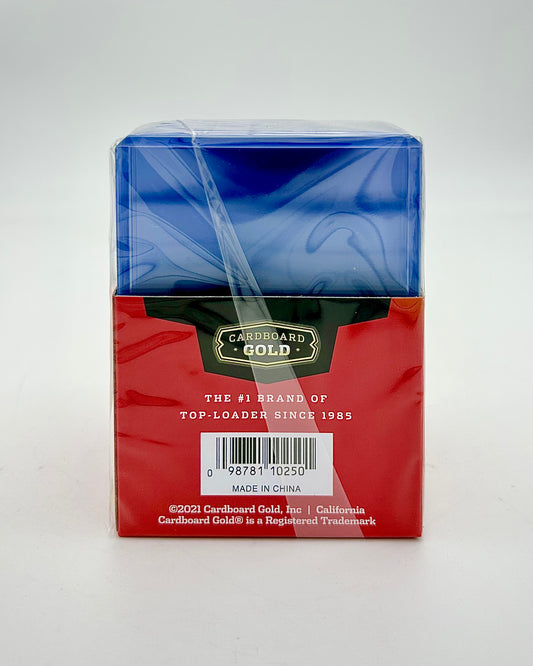 CARDBOARD
· GOLD ·
THE #1 BRAND OF
TOP-LOADER SINCE 1985
0 98781 10250
MADE IN CHINA
©2021 Cardboard Gold, Inc | California
Cardboard Gold® is a Registered Trademark